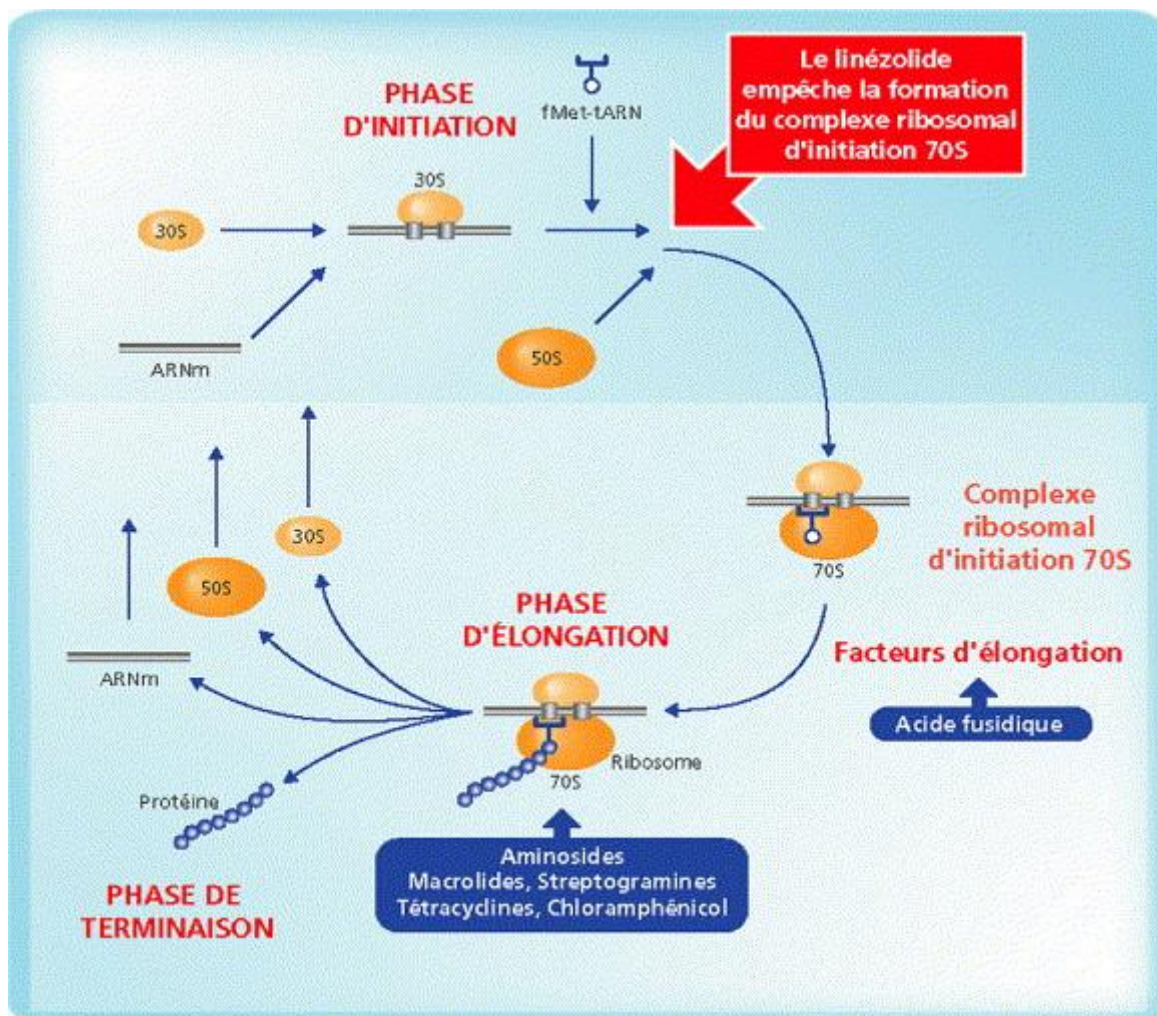 PHASE
D'INITIATION
fMet-tARN
Le linézolide
empêche la formation
du complexe ribosomal
d'initiation 70S
30S
30S
ARNm
50S
Complexe
ribosomal
d'initiation 70S
70S
30S
50S
ARNm
PHASE
D'ÉLONGATION
Facteurs d'élongation
Acide fusidique
Ribosome
70S
Protéine
Aminosides
Macrolides, Streptogramines
Tétracyclines, Chloramphénicol
PHASE DE
TERMINAISON